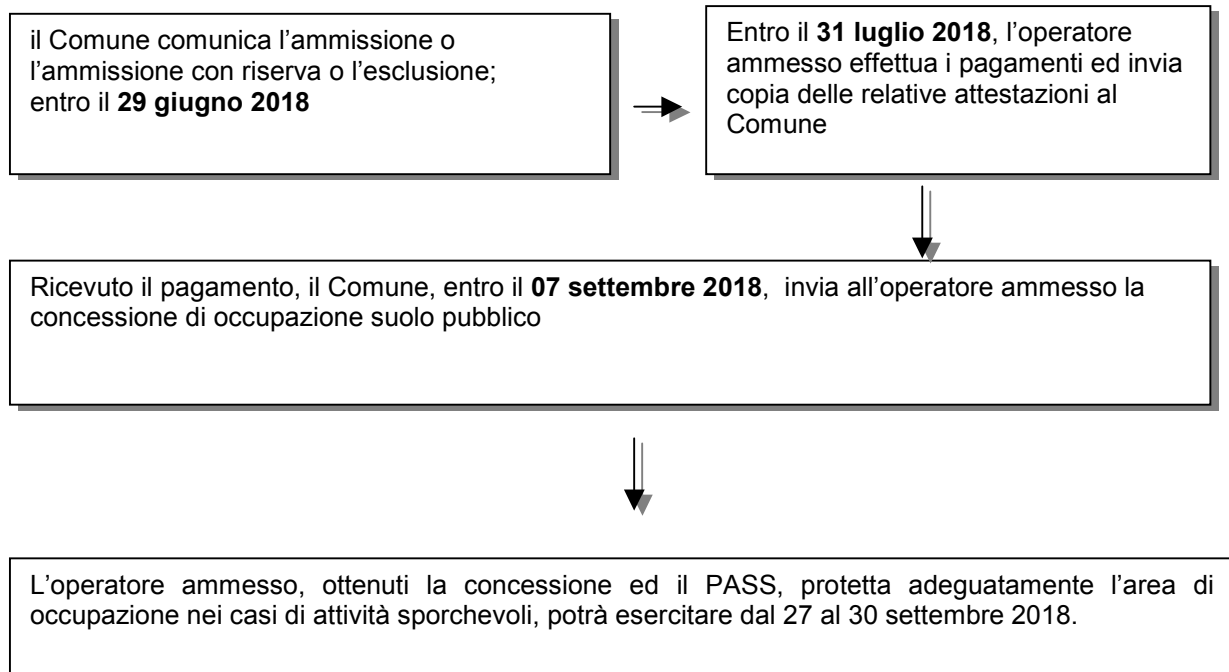 il Comune comunica l’ammissione o
l’ammissione con riserva o l’esclusione;
entro il 29 giugno 2018
Entro il 31 luglio 2018, l’operatore
ammesso effettua i pagamenti ed invia
copia delle relative attestazioni al
Comune
Ricevuto il pagamento, il Comune, entro il 07 settembre 2018, invia all’operatore ammesso la
concessione di occupazione suolo pubblico
L’operatore ammesso, ottenuti la concessione ed il PASS, protetta adeguatamente l’area di
occupazione nei casi di attività sporchevoli, potrà esercitare dal 27 al 30 settembre 2018.